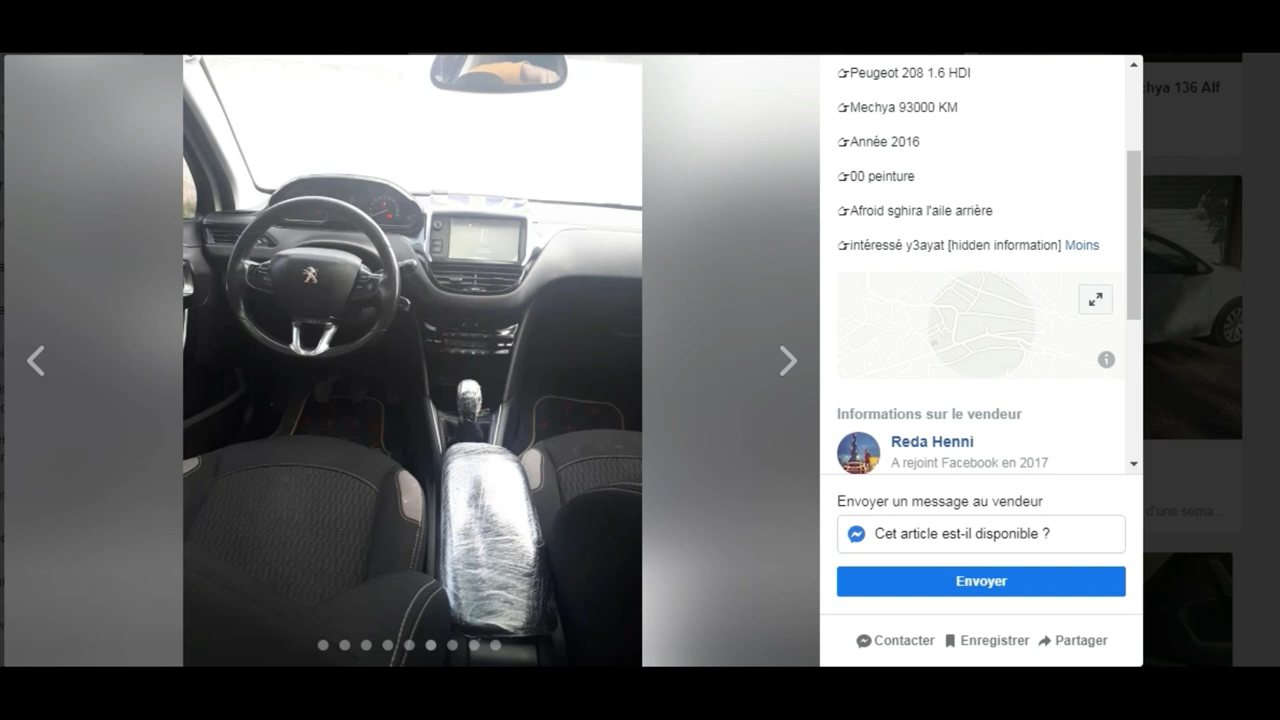 ☞Peugeot 208 1.6 HDI
☞Mechya 93000 KM
☞Année 2016
☞00 peinture
☞Afroid sghira l'aile arrière
☞intéressé y3ayat [hidden information] Moins
Informations sur le vendeur
Reda Henni
A rejoint Facebook en 2017
Envoyer un message au vendeur
Cet article est-il disponible ?
Envoyer
Contacter Enregistrer Partager
chya 136 Alf
d'une sema...